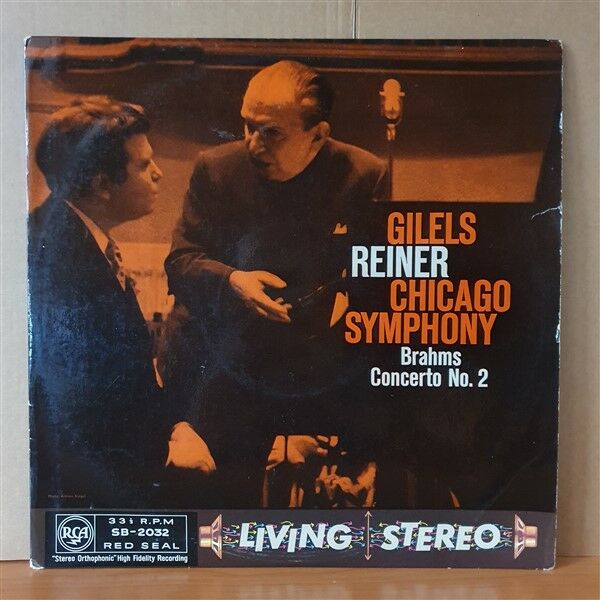 GILELS
REINER
CHICAGO
SYMPHONY
Brahms
Concerto No. 2
RCA
33⅓ R.P.M
SB-2032
RED SEAL
"Stereo Orthophonic" High Fidelity Recording
LIVING STEREO